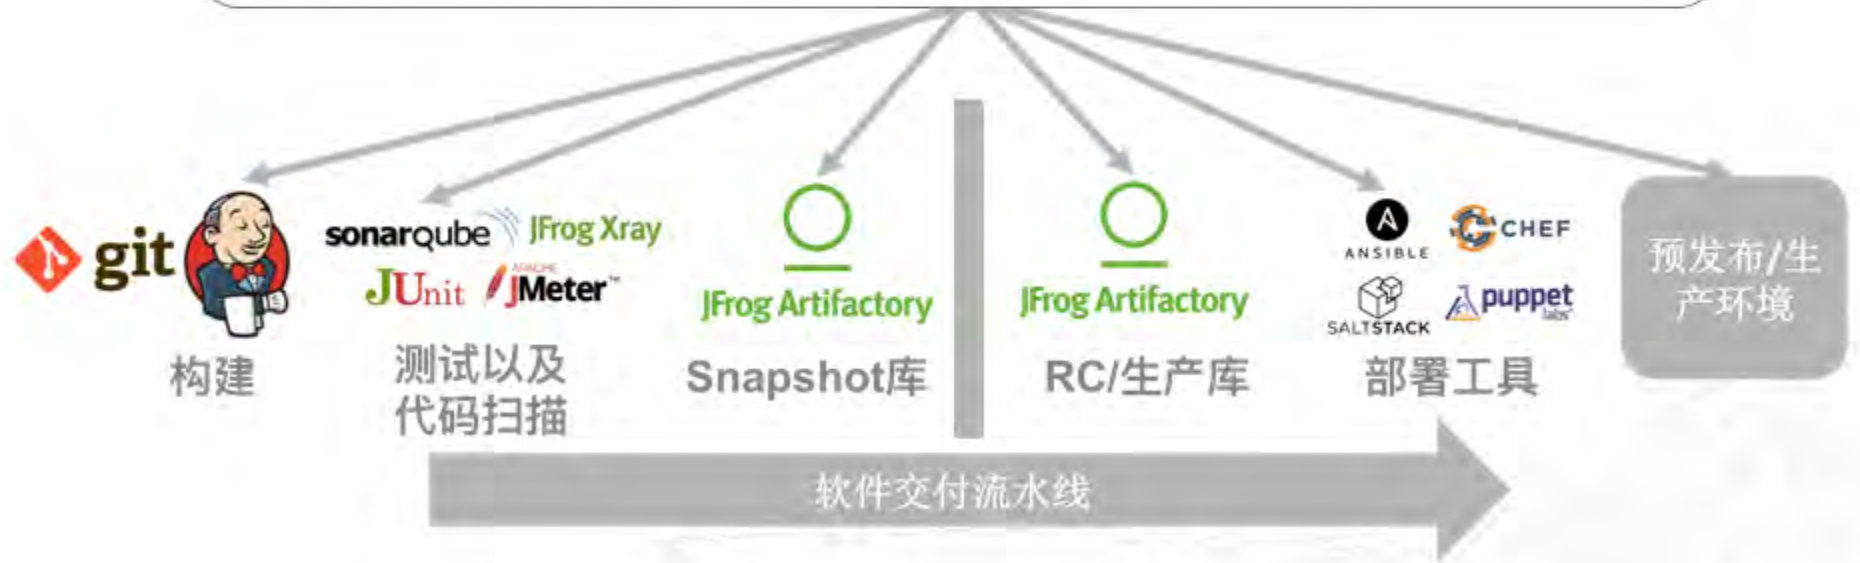 git
构建
sonarqube
JFrog Xray
JUnit
APACHE
JMeter™
测试以及
代码扫描
JFrog Artifactory
Snapshot库
JFrog Artifactory
RC/生产库
A
ANSIBLE
CHEF
SALTSTACK
puppet
labs
部署工具
预发布/生
产环境
软件交付流水线